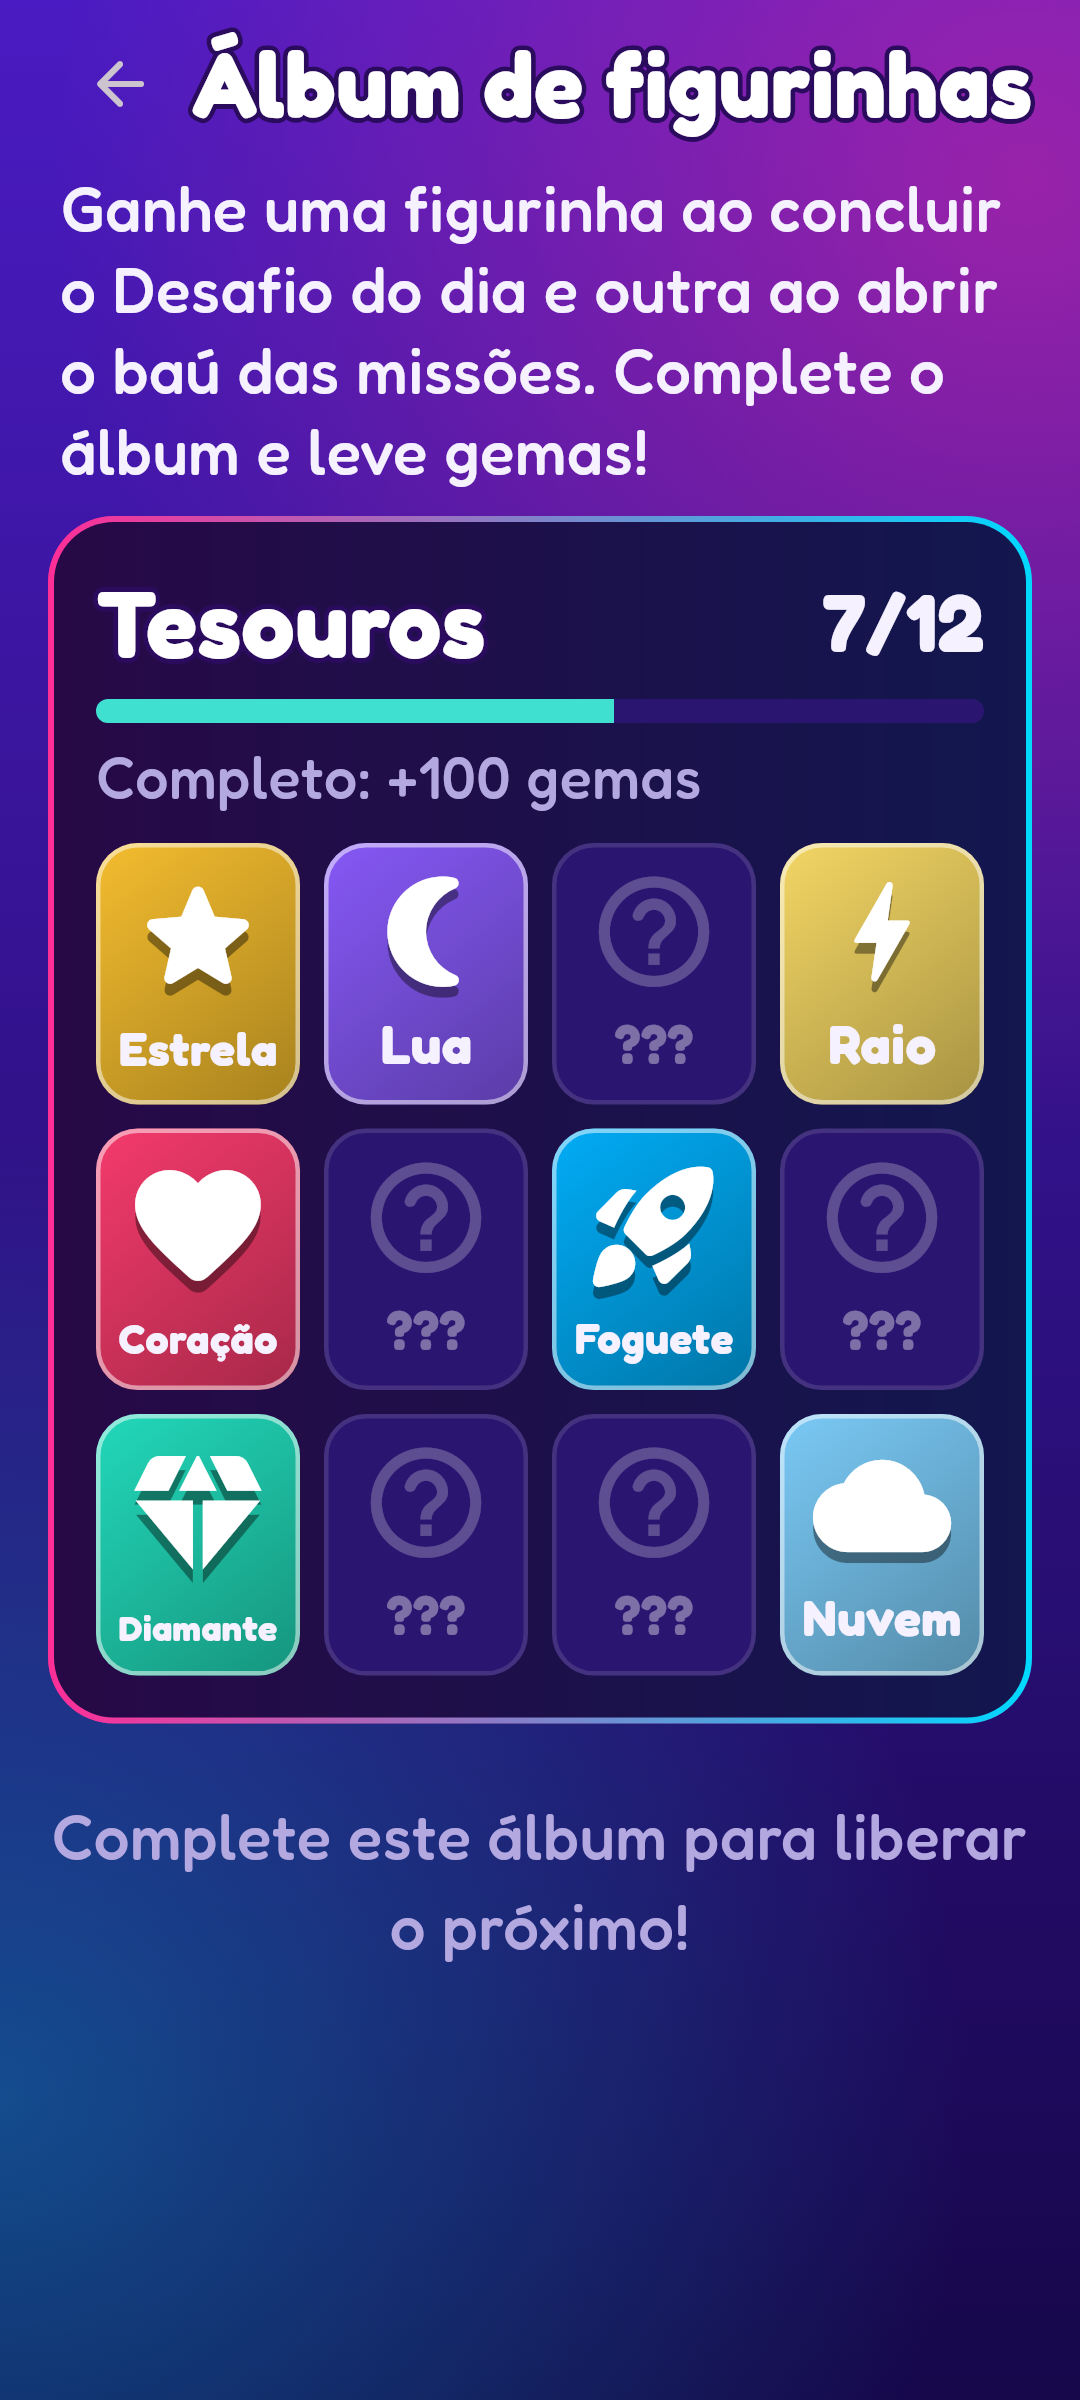 Álbum de figurinhas
Ganhe uma figurinha ao concluir
o Desafio do dia e outra ao abrir
o baú das missões. Complete o
álbum e leve gemas!
Tesouros 7/12
Completo: +100 gemas
Estrela Lua ??? Raio
Coração ??? Foguete ???
Diamante ??? ??? Nuvem
Complete este álbum para liberar
o próximo!